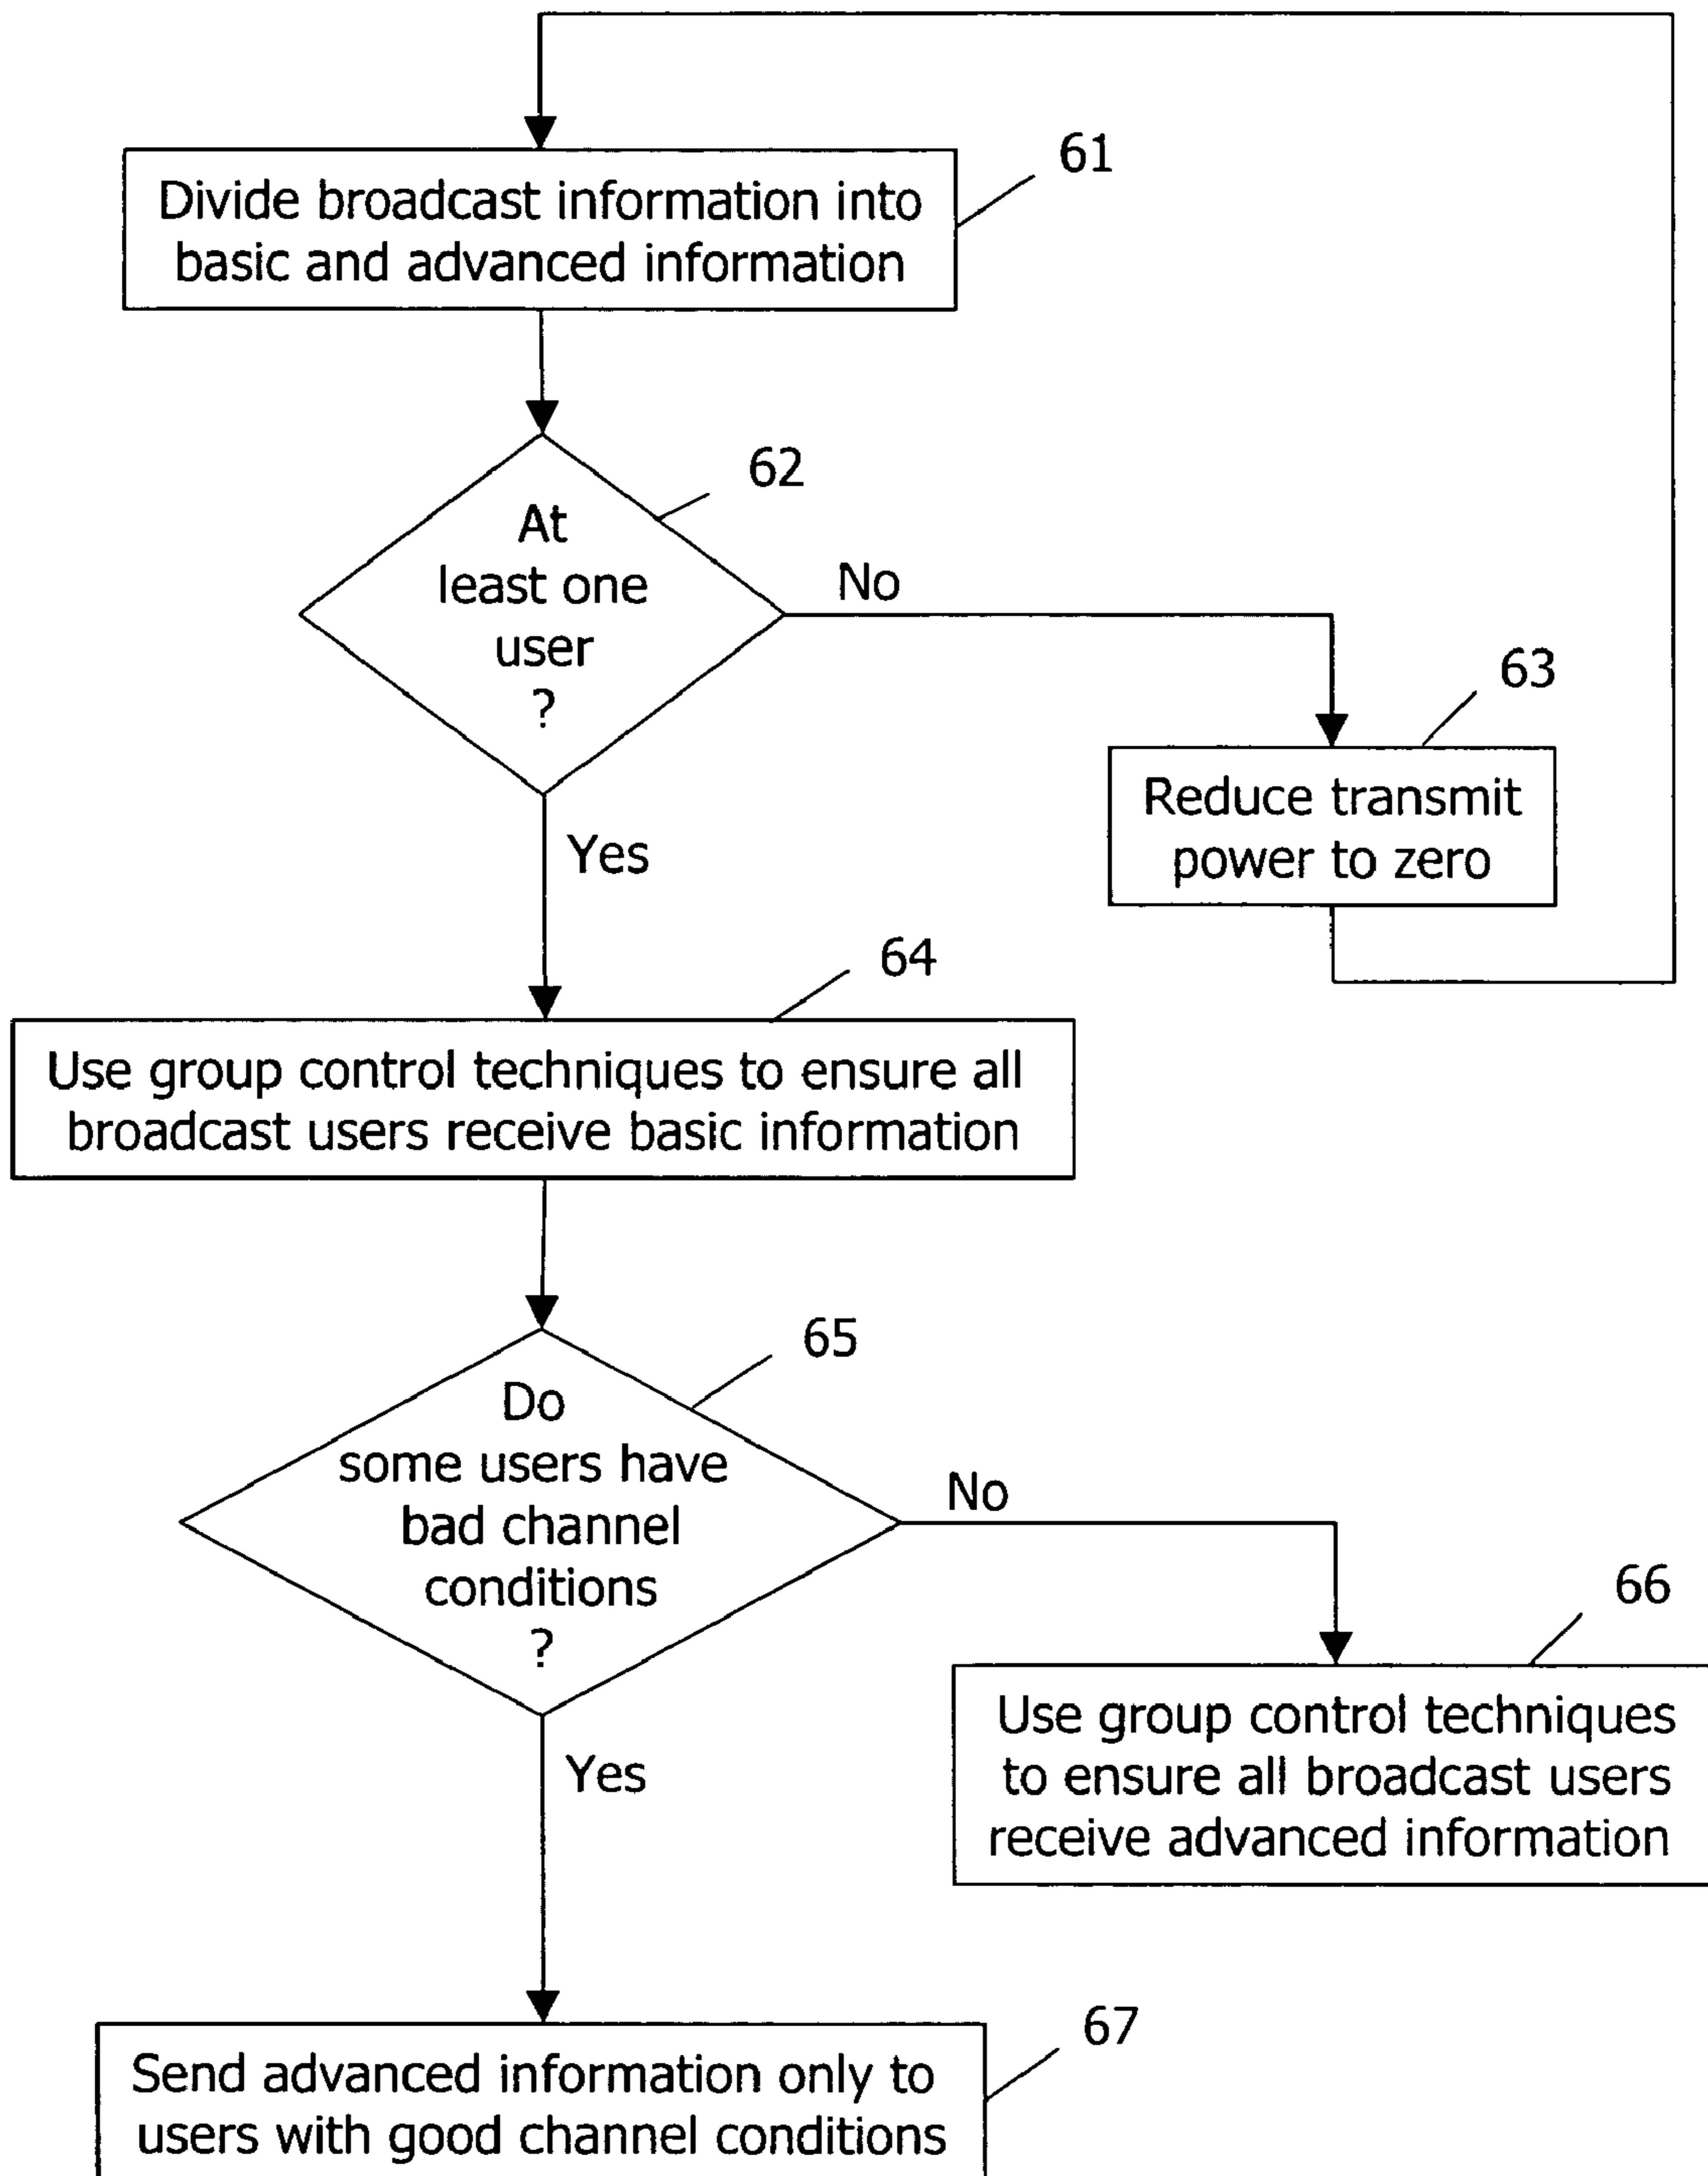 61
Divide broadcast information into
basic and advanced information
62
At
least one
user
?
No
63
Reduce transmit
power to zero
Yes
64
Use group control techniques to ensure all
broadcast users receive basic information
65
Do
some users have
bad channel
conditions
?
No
66
Use group control techniques
to ensure all broadcast users
receive advanced information
Yes
67
Send advanced information only to
users with good channel conditions